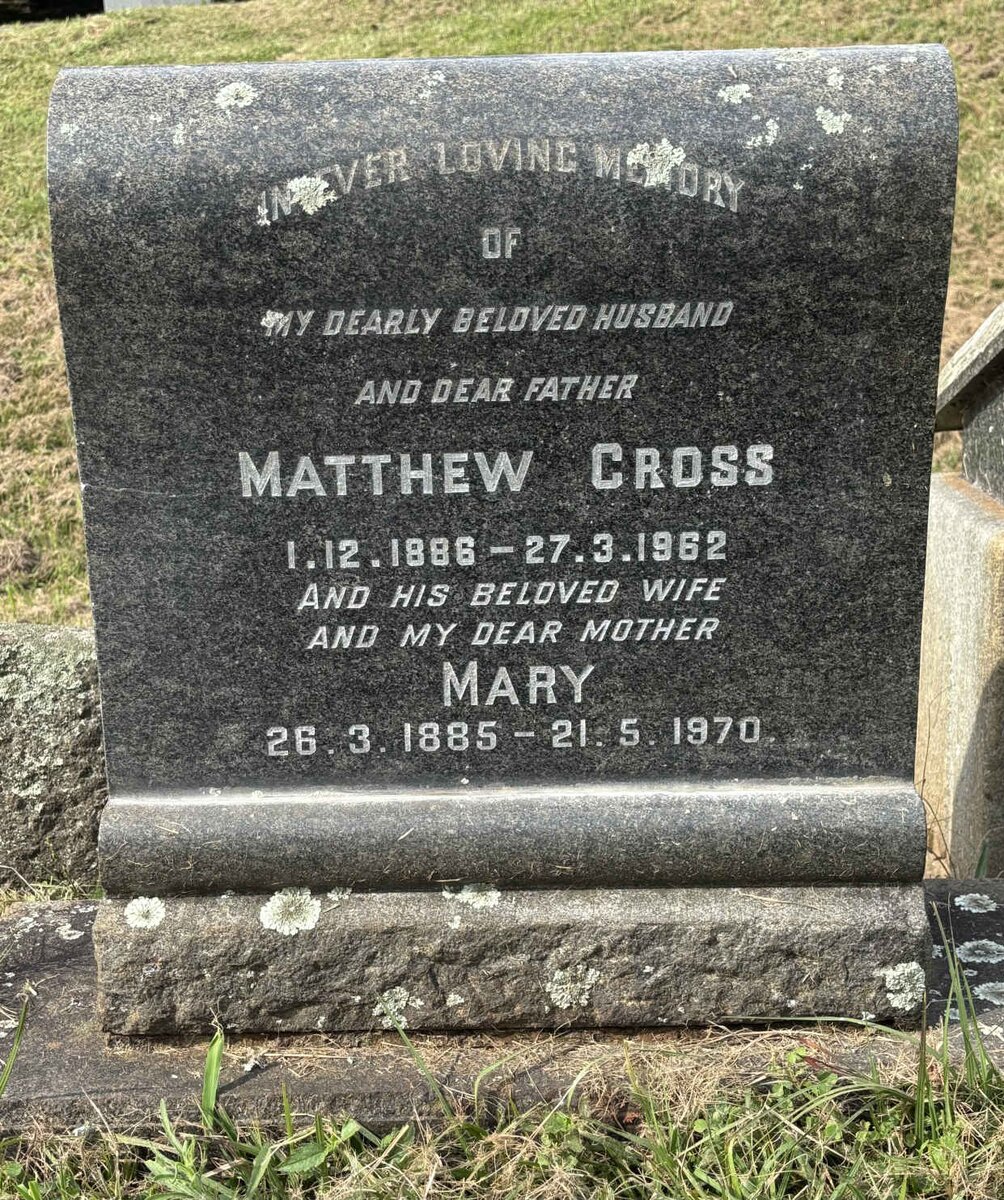 IN EVER LOVING MEMORY
OF
MY DEARLY BELOVED HUSBAND
AND DEAR FATHER
MATTHEW CROSS
1.12.1886 – 27.3.1962
AND HIS BELOVED WIFE
AND MY DEAR MOTHER
MARY
26.3.1885 – 21.5.1970.